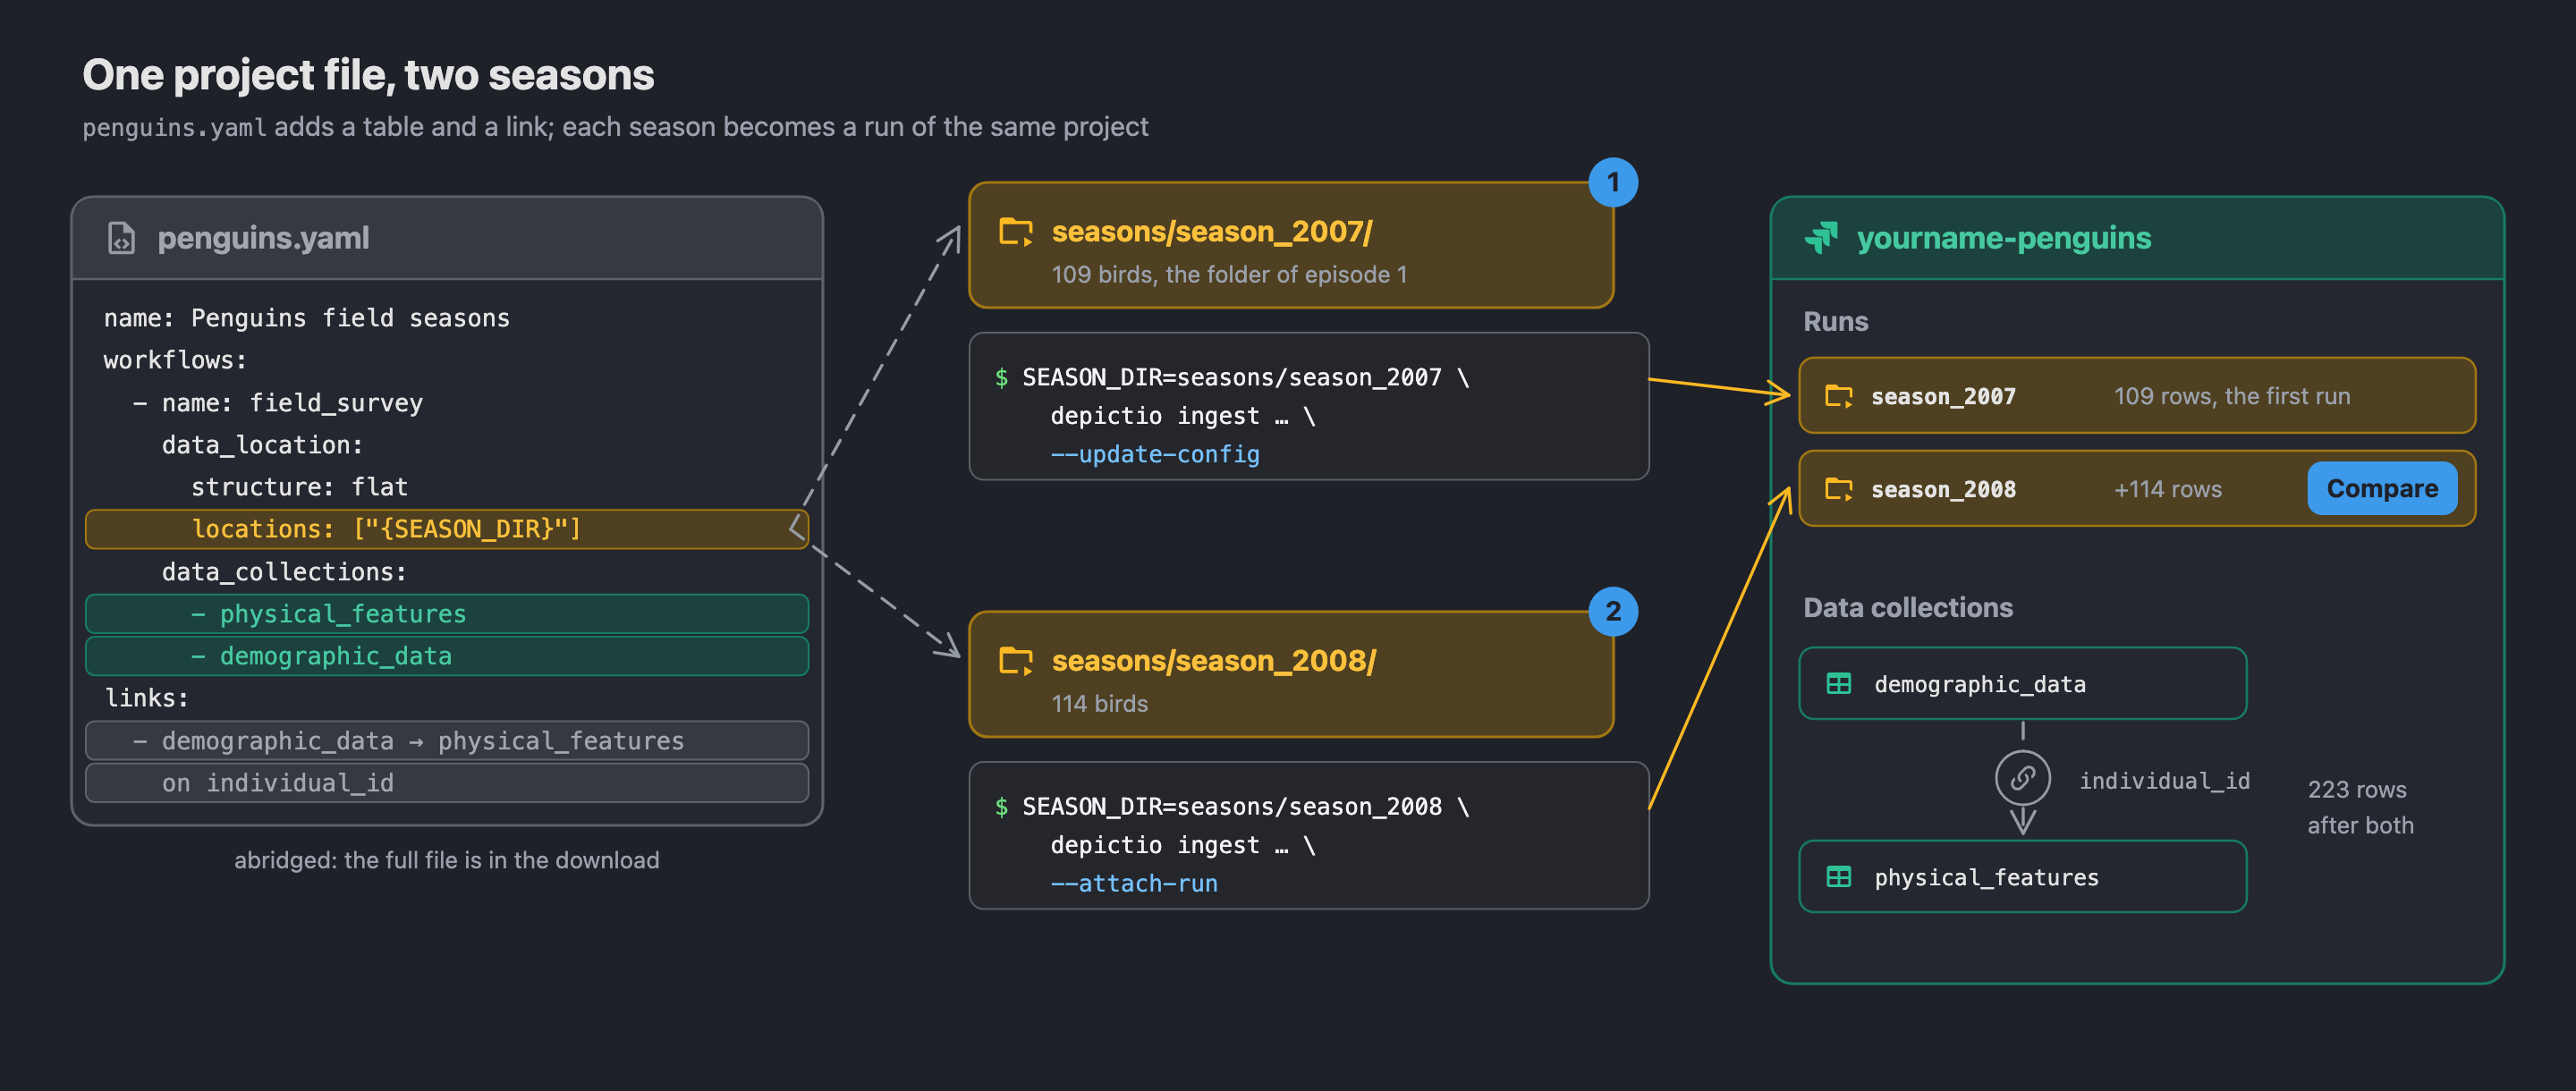 One project file, two seasons
penguins.yaml adds a table and a link; each season becomes a run of the same project
penguins.yaml
name: Penguins field seasons
workflows:
- name: field_survey
data_location:
structure: flat
locations: ["{SEASON_DIR}"]
data_collections:
- physical_features
- demographic_data
links:
- demographic_data → physical_features
on individual_id
abridged: the full file is in the download
1
seasons/season_2007/
109 birds, the folder of episode 1
$ SEASON_DIR=seasons/season_2007 \
depictio ingest … \
--update-config
2
seasons/season_2008/
114 birds
$ SEASON_DIR=seasons/season_2008 \
depictio ingest … \
--attach-run
yourname-penguins
Runs
season_2007 109 rows, the first run
season_2008 +114 rows Compare
Data collections
demographic_data
individual_id
223 rows
after both
physical_features